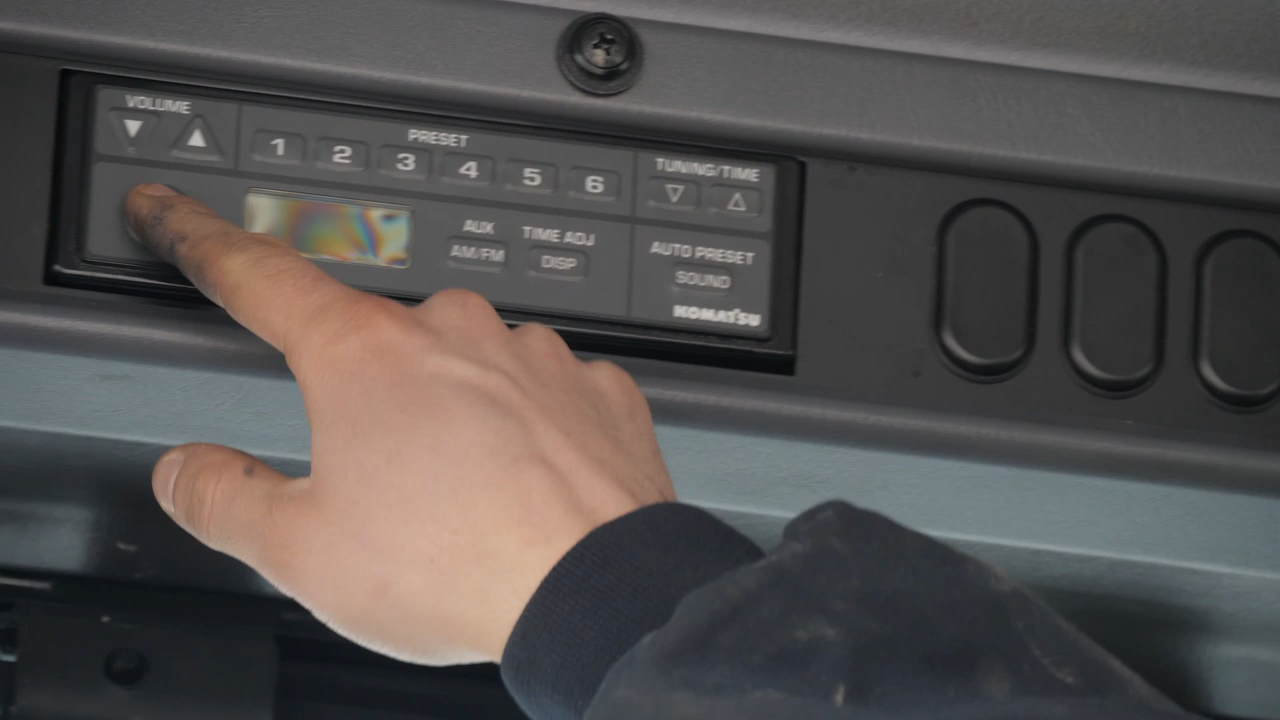 VOLUME
PRESET
1 2 3 4 5 6
TUNING/TIME
AUX
AM/FM
TIME ADJ
DISP
AUTO PRESET
SOUND
KOMATSU